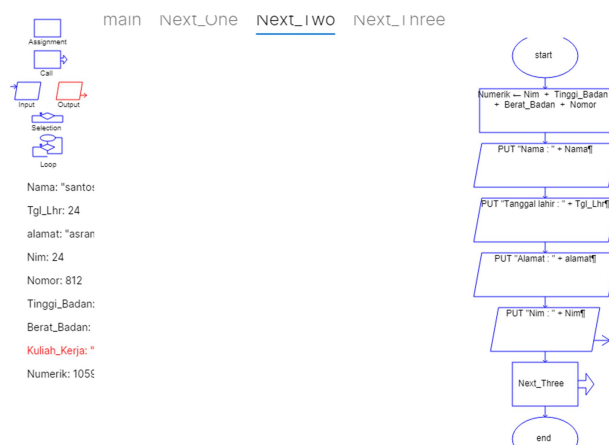 main Next_One Next_Two Next_Three
Assignment
Call
Input Output
Selection
Loop
Nama: "santos
Tgl_Lhr: 24
alamat: "asran
Nim: 24
Nomor: 812
Tinggi_Badan:
Berat_Badan:
Kuliah_Kerja: "
Numerik: 1059
start
Numerik ← Nim + Tinggi_Badan
+ Berat_Badan + Nomor
PUT "Nama : " + Nama¶
PUT "Tanggal lahir : " + Tgl_Lhr¶
PUT "Alamat : " + alamat¶
PUT "Nim : " + Nim¶
Next_Three
end